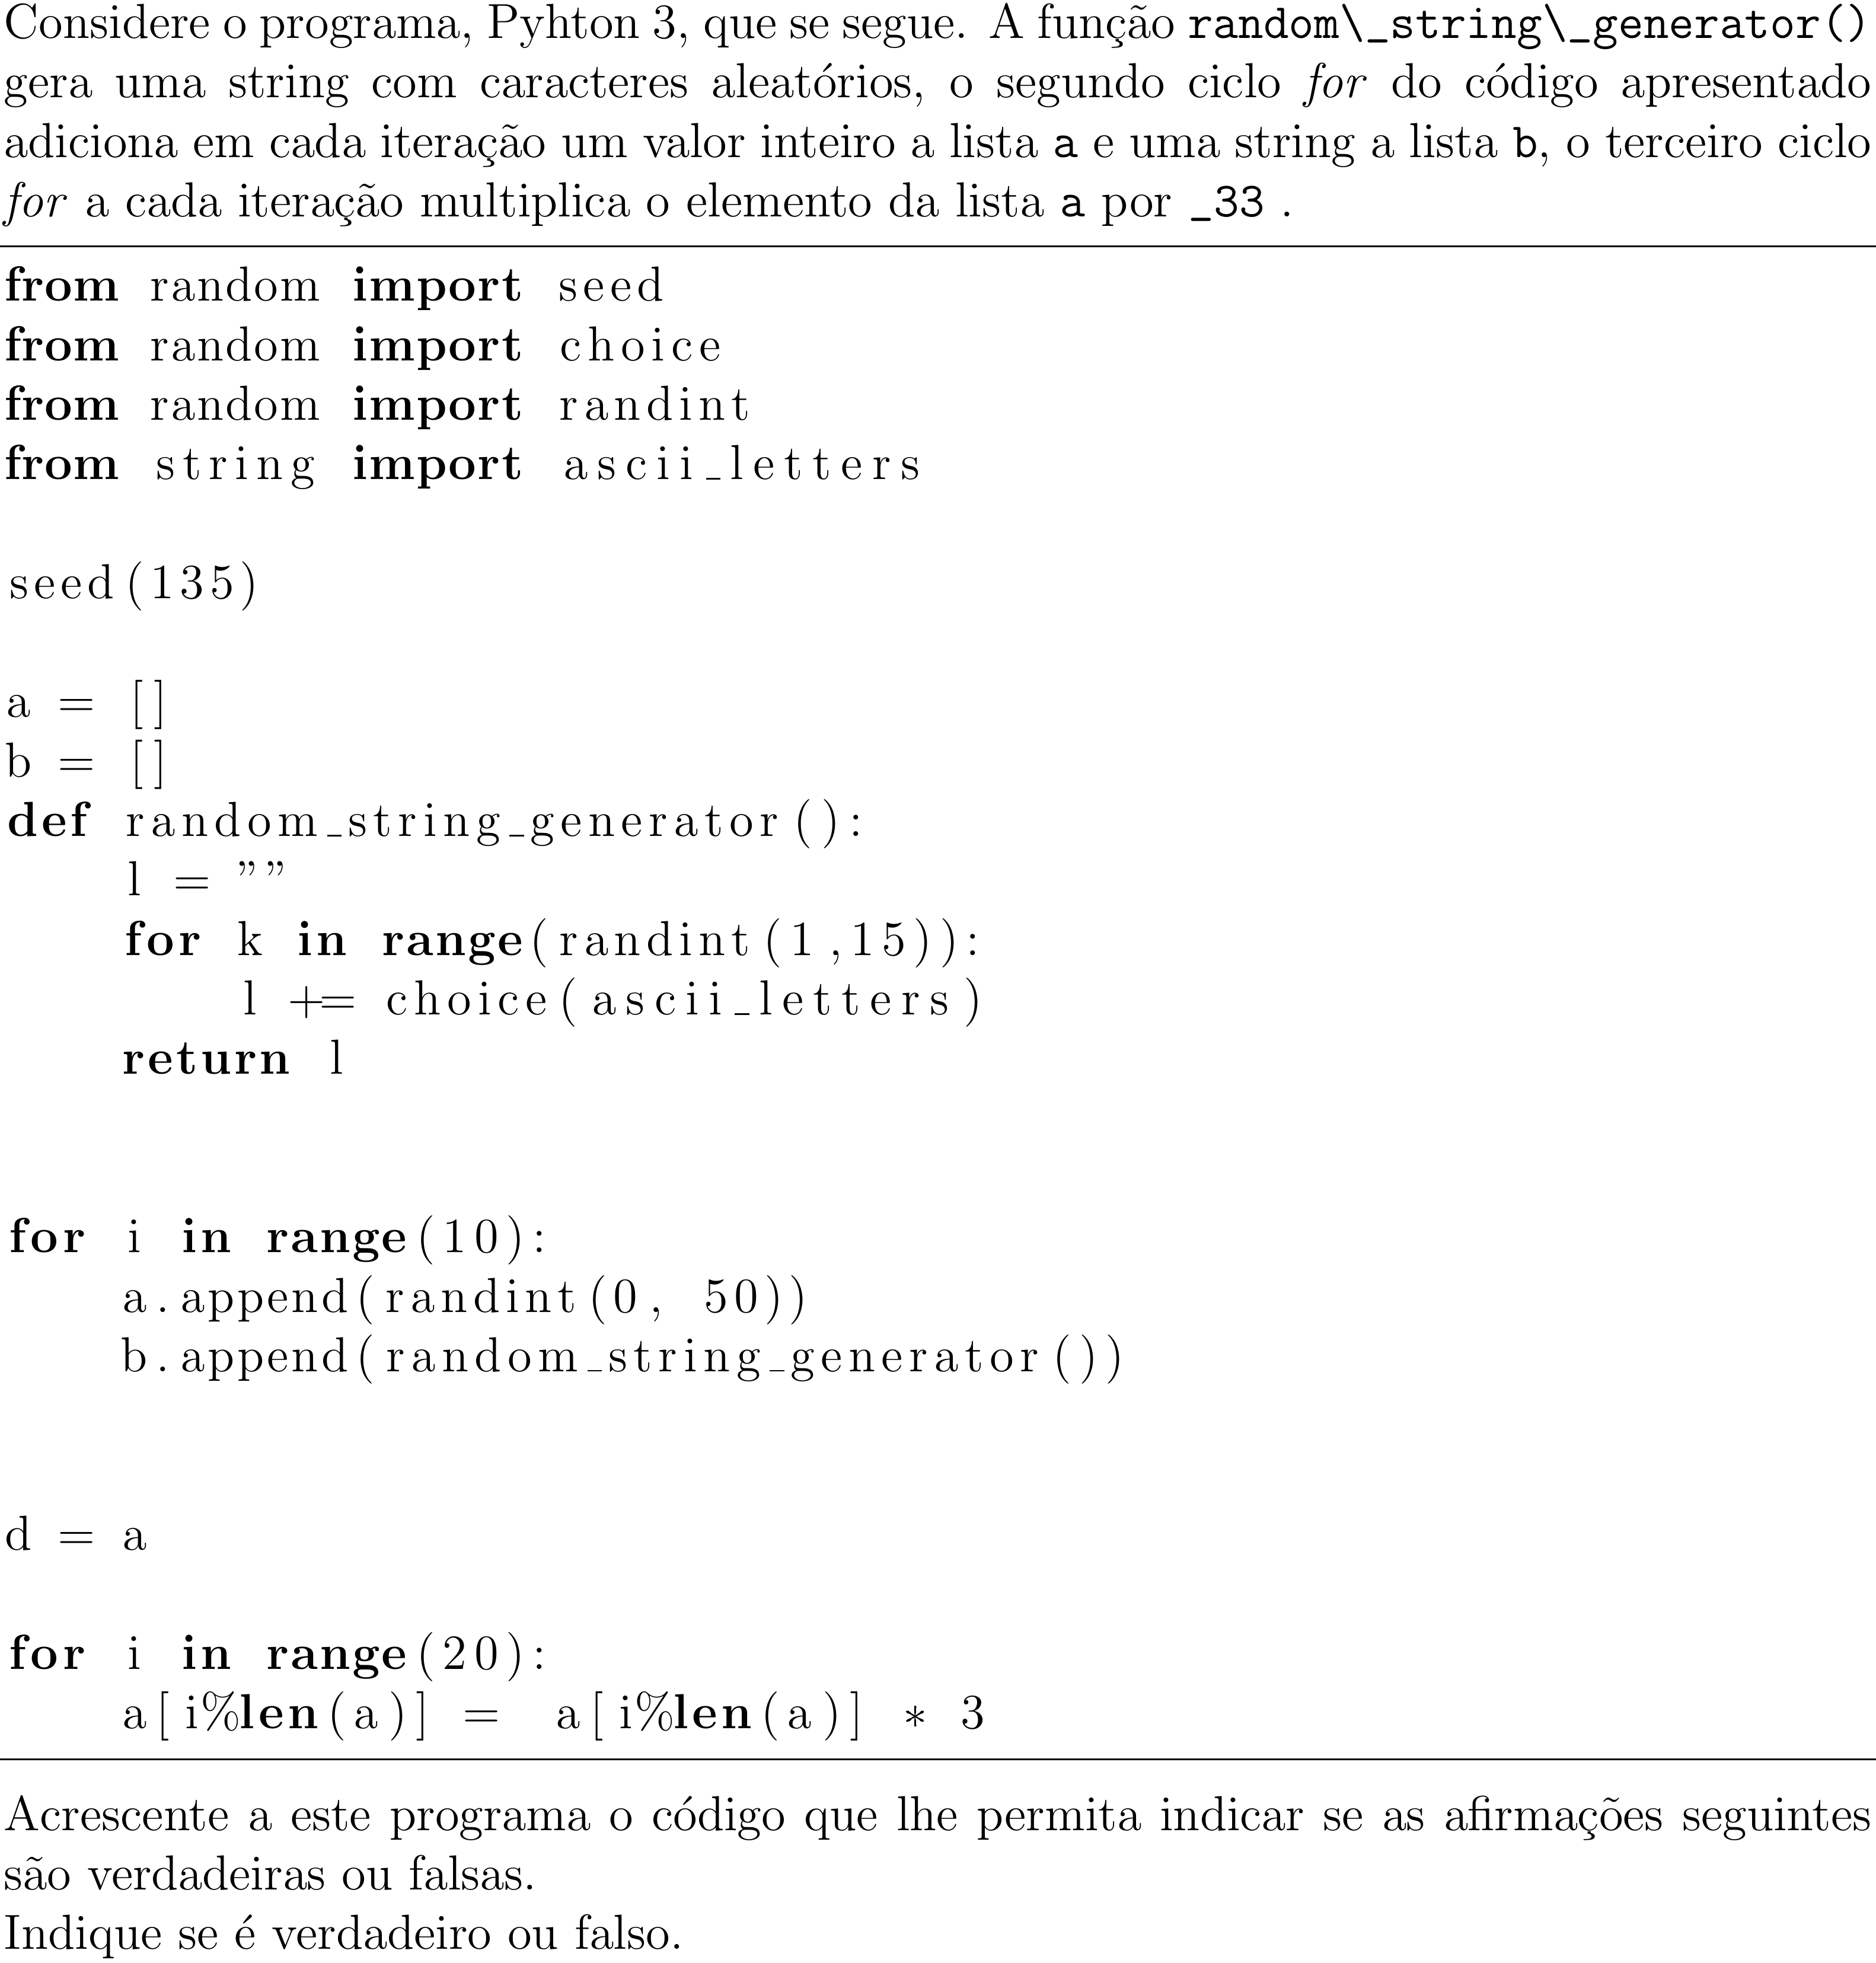 Considere o programa, Pyhton 3, que se segue. A função random\_string\_generator()
gera uma string com caracteres aleatórios, o segundo ciclo for do código apresentado
adiciona em cada iteração um valor inteiro a lista a e uma string a lista b, o terceiro ciclo
for a cada iteração multiplica o elemento da lista a por _33 .
from random import seed
from random import choice
from random import randint
from string import ascii_letters
seed(135)
a = []
b = []
def random_string_generator():
l = ””
for k in range(randint(1,15)):
l += choice(ascii_letters)
return l
for i in range(10):
a.append(randint(0, 50))
b.append(random_string_generator())
d = a
for i in range(20):
a[i%len(a)] = a[i%len(a)] * 3
Acrescente a este programa o código que lhe permita indicar se as afirmações seguintes
são verdadeiras ou falsas.
Indique se é verdadeiro ou falso.